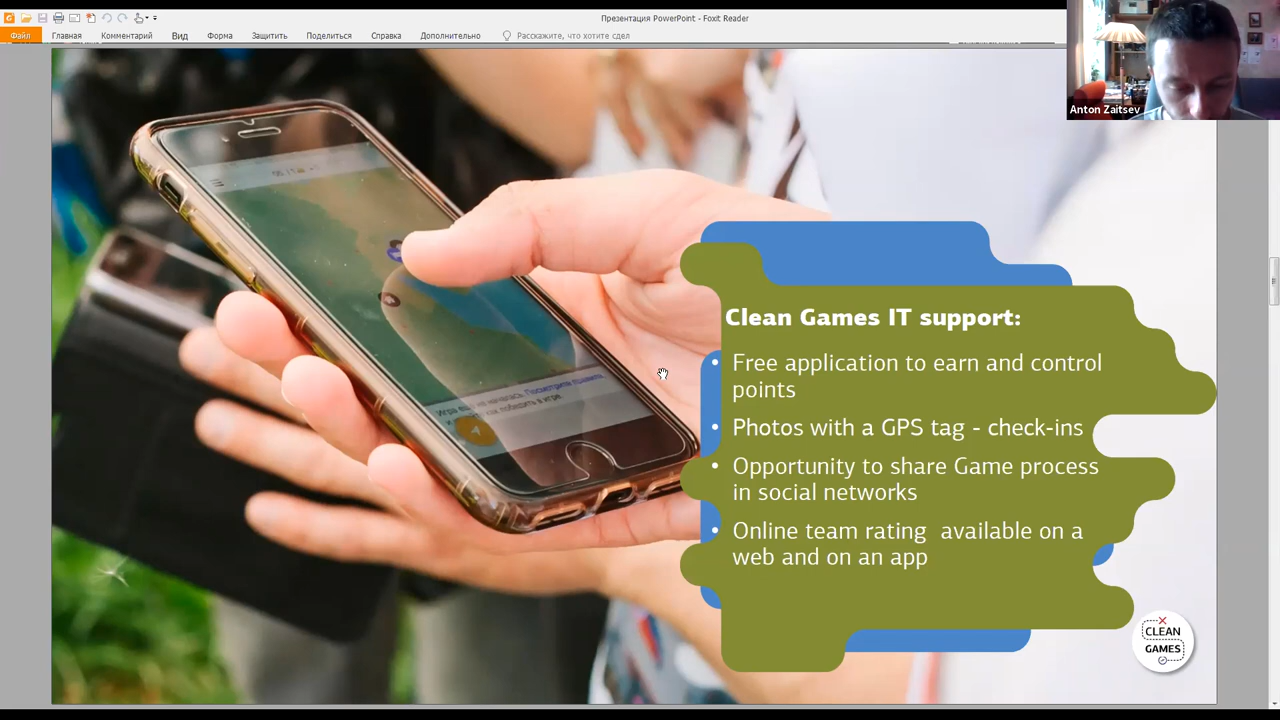 Презентация PowerPoint - Foxit Reader
Файл
Главная
Комментарий
Вид
Форма
Защитить
Поделиться
Справка
Дополнительно
Расскажите, что хотите сдел
Anton Zaitsev
Clean Games IT support:
• Free application to earn and control
points
• Photos with a GPS tag - check-ins
• Opportunity to share Game process
in social networks
• Online team rating available on a
web and on an app
CLEAN
GAMES